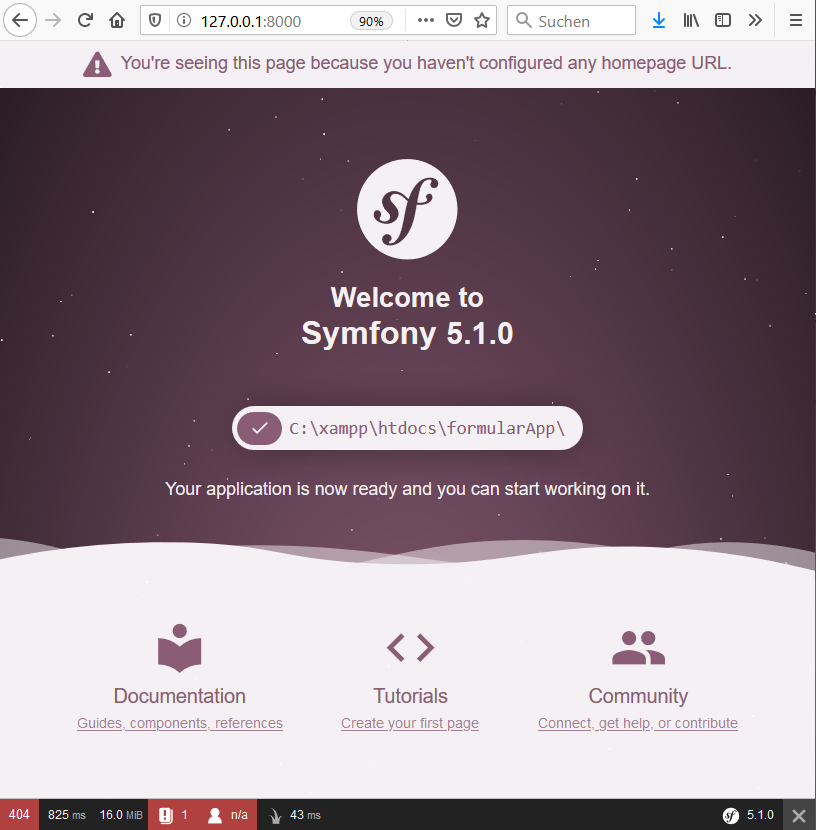 127.0.0.1:8000
90%
Suchen
You're seeing this page because you haven't configured any homepage URL.
sf
Welcome to
Symfony 5.1.0
C:\xampp\htdocs\formularApp\
Your application is now ready and you can start working on it.
Documentation
Guides, components, references
Tutorials
Create your first page
Community
Connect, get help, or contribute
404 825 ms 16.0 MiB 1 n/a 43 ms sf 5.1.0